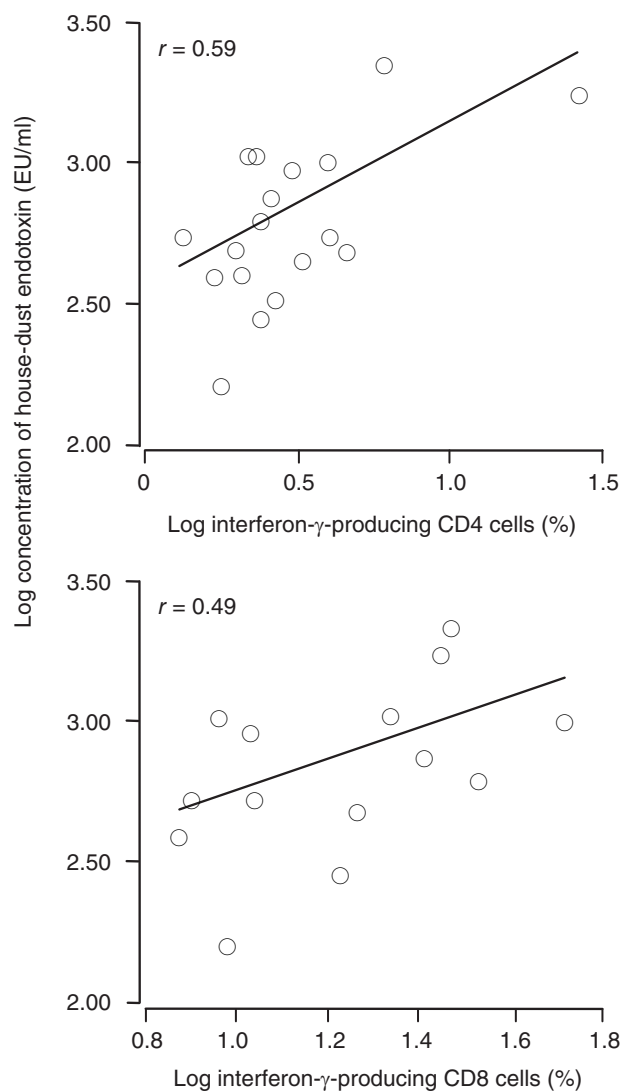 Log concentration of house-dust endotoxin (EU/ml)
3.50
r = 0.59
3.00
2.50
2.00
0 0.5 1.0 1.5
Log interferon-γ-producing CD4 cells (%)
3.50
r = 0.49
3.00
2.50
2.00
0.8 1.0 1.2 1.4 1.6 1.8
Log interferon-γ-producing CD8 cells (%)